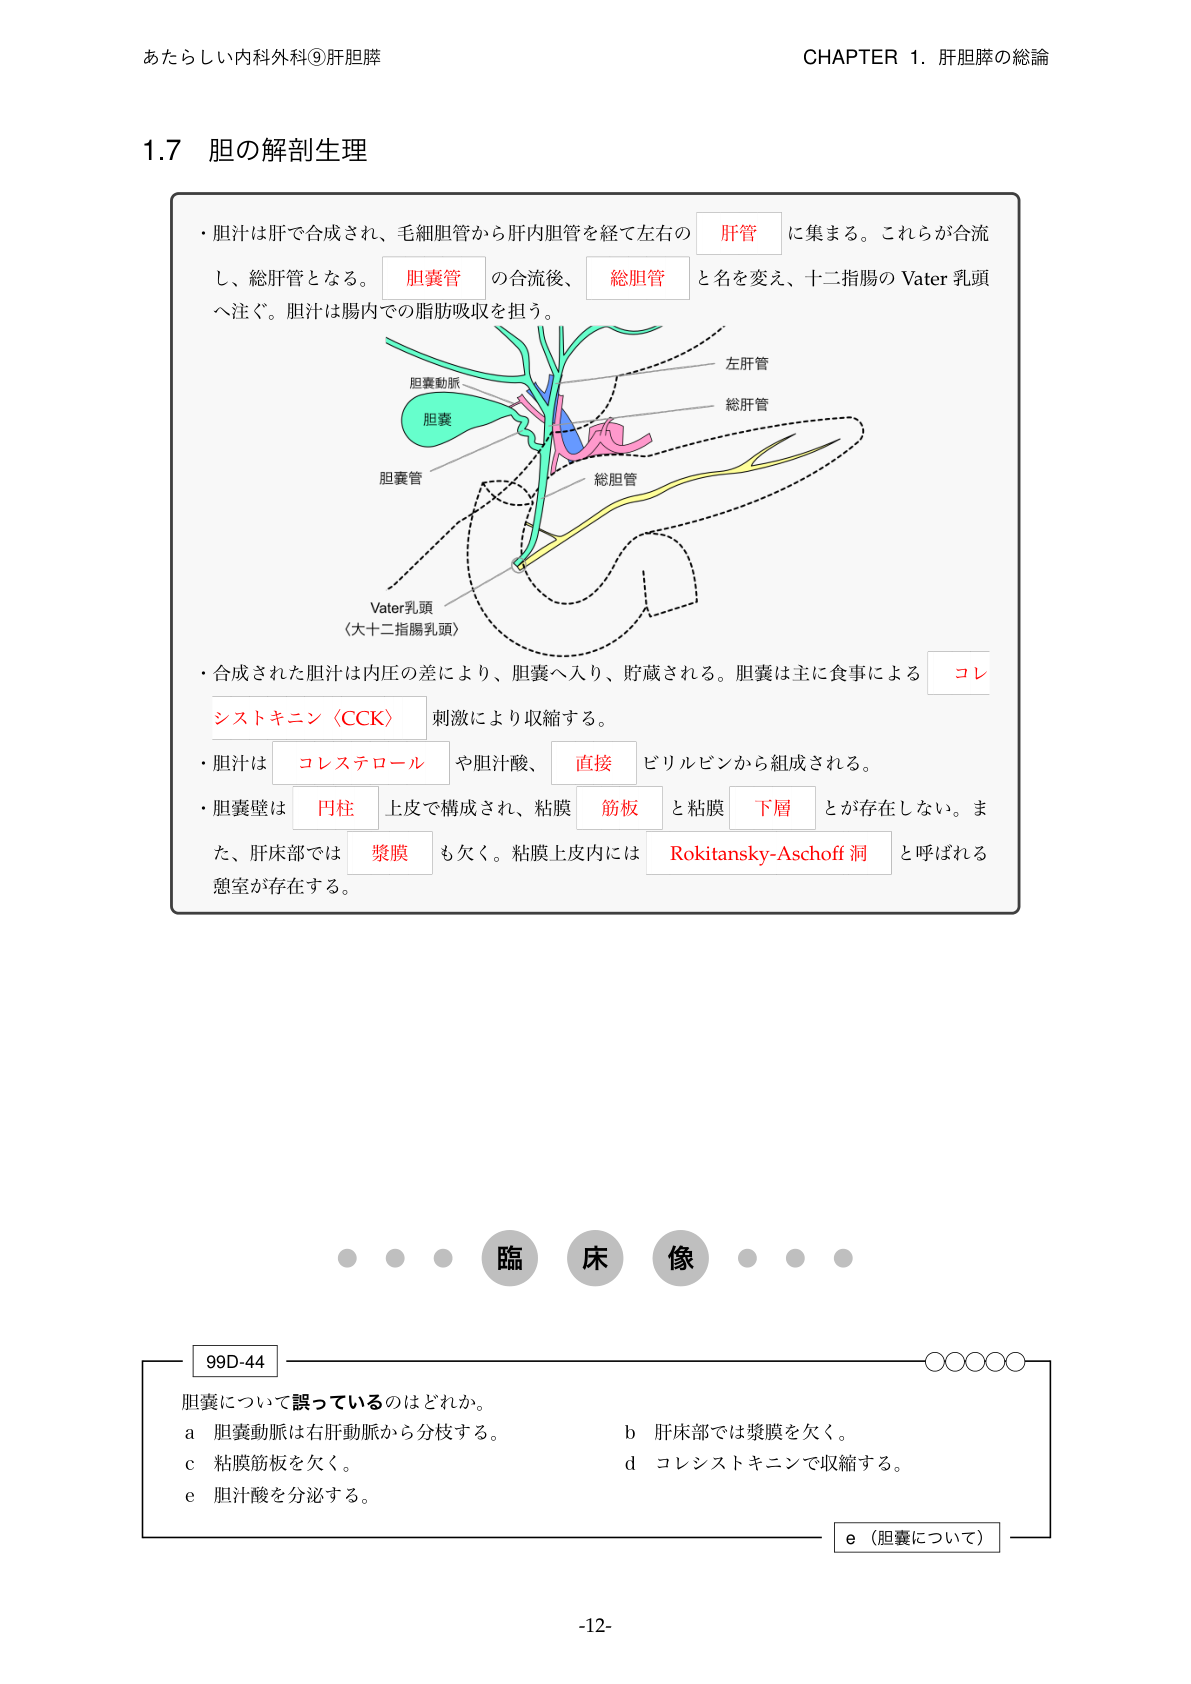 あたらしい内科外科⑨肝胆膵 CHAPTER 1. 肝胆膵の総論
1.7 胆の解剖生理
・胆汁は肝で合成され、毛細胆管から肝内胆管を経て左右の 肝管 に集まる。これらが合流
し、総肝管となる。 胆嚢管 の合流後、 総胆管 と名を変え、十二指腸の Vater 乳頭
へ注ぐ。胆汁は腸内での脂肪吸収を担う。
左肝管
胆嚢動脈
総肝管
胆嚢
胆嚢管
総胆管
Vater乳頭
〈大十二指腸乳頭〉
・合成された胆汁は内圧の差により、胆嚢へ入り、貯蔵される。胆嚢は主に食事による コレ
シストキニン〈CCK〉 刺激により収縮する。
・胆汁は コレステロール や胆汁酸、 直接 ビリルビンから組成される。
・胆嚢壁は 円柱 上皮で構成され、粘膜 筋板 と粘膜 下層 とが存在しない。ま
た、肝床部では 漿膜 も欠く。粘膜上皮内には Rokitansky-Aschoff 洞 と呼ばれる
憩室が存在する。
臨床像
99D-44
胆嚢について誤っているのはどれか。
a 胆嚢動脈は右肝動脈から分枝する。 b 肝床部では漿膜を欠く。
c 粘膜筋板を欠く。 d コレシストキニンで収縮する。
e 胆汁酸を分泌する。
e （胆嚢について）
-12-